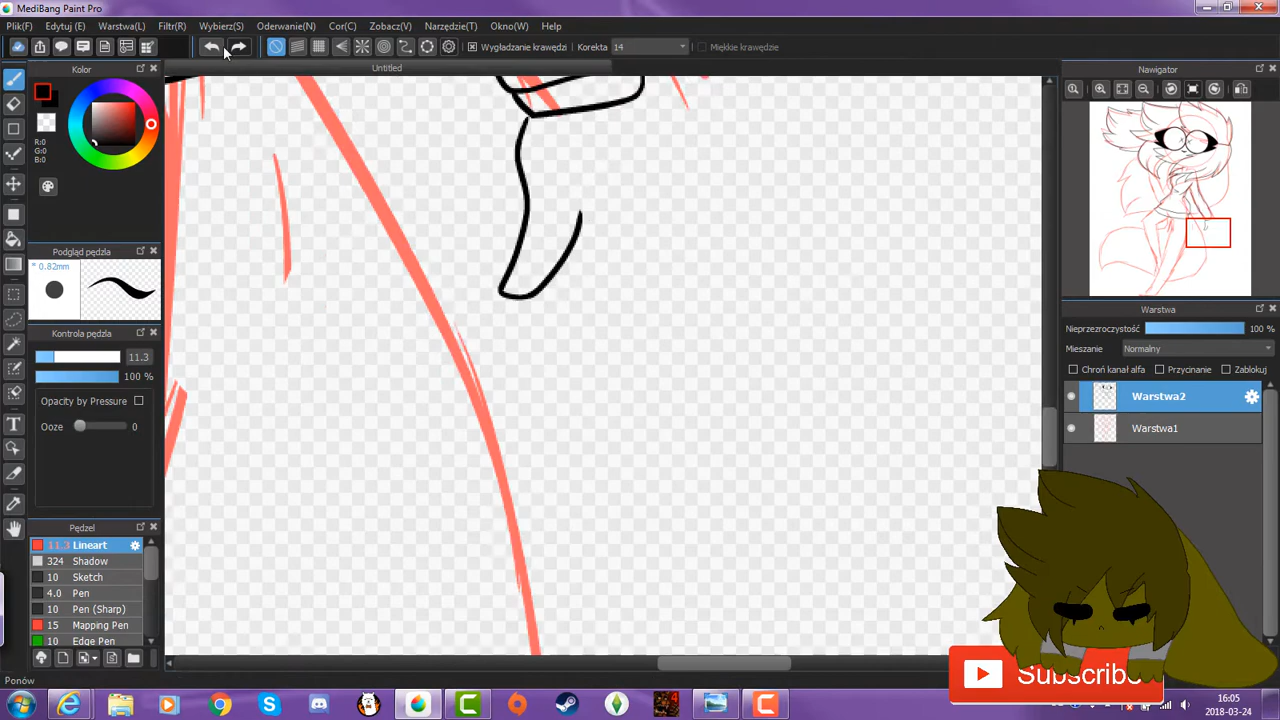 MediBang Paint Pro
Plik(F) Edytuj (E) Warstwa(L) Filtr(R) Wybierz(S) Oderwanie(W) Cor(C) Zobacz(V) Narzędzie(T) Okno(W) Help
Wygładzanie krawędzi Korekta 14 Miękkie krawędzie
Untitled
Kolor
R:0
G:0
B:0
Podgląd pędzla
* 0.82mm
Kontrola pędzla
11.3
100 %
Opacity by Pressure
Ooze 0
Pędzel
11.3 Lineart
324 Shadow
10 Sketch
4.0 Pen
10 Pen (Sharp)
15 Mapping Pen
10 Edge Pen
Ponów
Nawigator
Warstwa
Nieprzezroczystość 100 %
Mieszanie Normalny
Chroń kanał alfa Przycinanie Zablokuj
Warstwa2
Warstwa1
Subscribe
16:05
2018-03-24